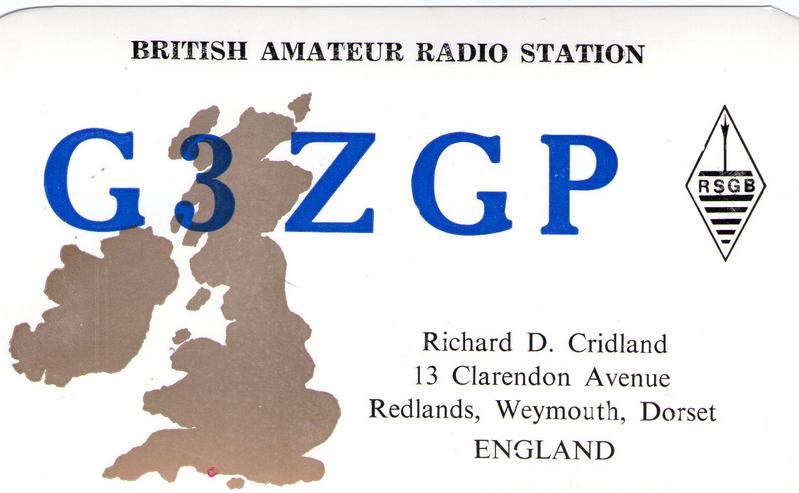 BRITISH AMATEUR RADIO STATION
G3ZGP
RSGB
Richard D. Cridland
13 Clarendon Avenue
Redlands, Weymouth, Dorset
ENGLAND